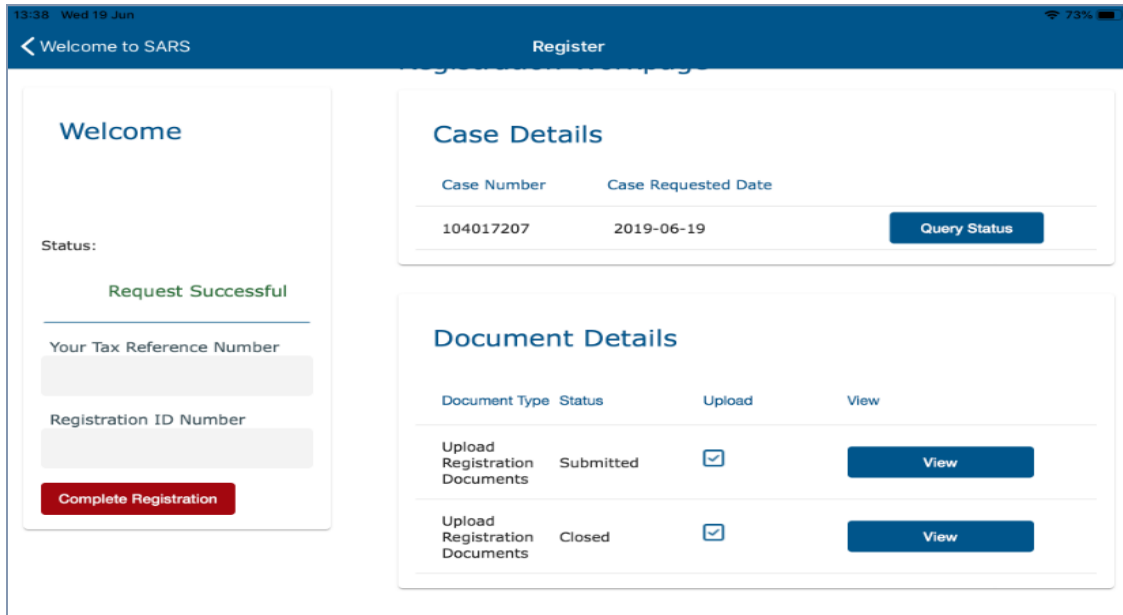 13:38 Wed 19 Jun
73%
Welcome to SARS
Register
Registration Workpage
Welcome
Status:
Request Successful
Your Tax Reference Number
Registration ID Number
Complete Registration
Case Details
Case Number Case Requested Date
104017207 2019-06-19 Query Status
Document Details
Document Type Status Upload View
Upload
Registration Submitted View
Documents
Upload
Registration Closed View
Documents